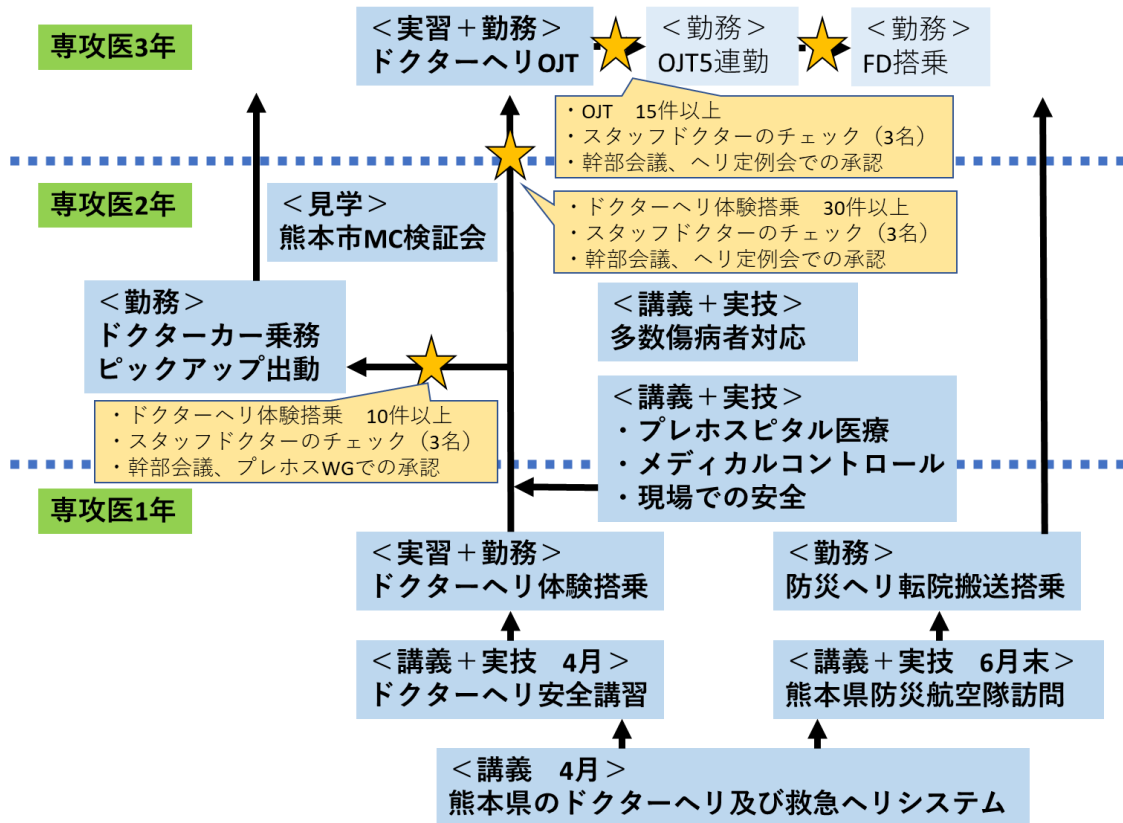 専攻医3年
＜実習＋勤務＞
ドクターヘリOJT
＜勤務＞
OJT5連勤
＜勤務＞
FD搭乗
・OJT　15件以上
・スタッフドクターのチェック（3名）
・幹部会議、ヘリ定例会での承認
専攻医2年
＜見学＞
熊本市MC検証会
・ドクターヘリ体験搭乗　30件以上
・スタッフドクターのチェック（3名）
・幹部会議、ヘリ定例会での承認
＜勤務＞
ドクターカー乗務
ピックアップ出動
＜講義＋実技＞
多数傷病者対応
・ドクターヘリ体験搭乗　10件以上
・スタッフドクターのチェック（3名）
・幹部会議、プレホスWGでの承認
＜講義＋実技＞
・プレホスピタル医療
・メディカルコントロール
・現場での安全
専攻医1年
＜実習＋勤務＞
ドクターヘリ体験搭乗
＜勤務＞
防災ヘリ転院搬送搭乗
＜講義＋実技　4月＞
ドクターヘリ安全講習
＜講義＋実技　6月末＞
熊本県防災航空隊訪問
＜講義　4月＞
熊本県のドクターヘリ及び救急ヘリシステム